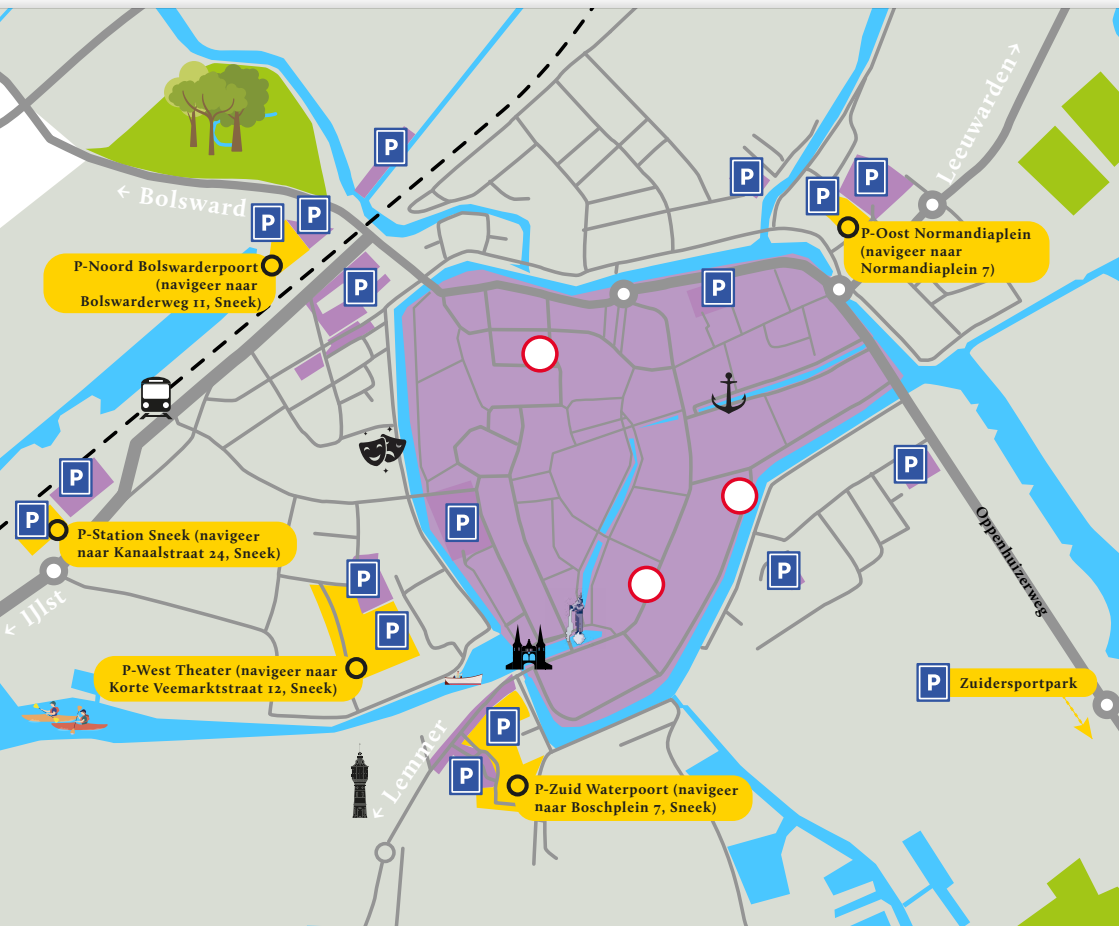 P
Leeuwarden →
P
P
P
← Bolsward
P
P
P-Oost Normandiaplein
(navigeer naar
Normandiaplein 7)
P-Noord Bolswarderpoort
(navigeer naar
Bolswarderweg 11, Sneek)
P
P
P
P
P
P
P-Station Sneek (navigeer
naar Kanaalstraat 24, Sneek)
← IJlst
P
P
P
Oppenhuizerweg
P-West Theater (navigeer naar
Korte Veemarktstraat 12, Sneek)
P Zuidersportpark
← Lemmer
P
P
P-Zuid Waterpoort (navigeer
naar Boschplein 7, Sneek)